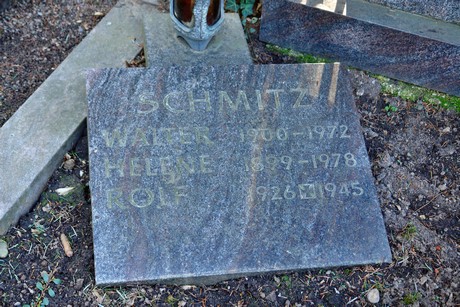 SCHMITZ
WALTER 1900-1972
HELENE 1899-1978
ROLF 1926 1945